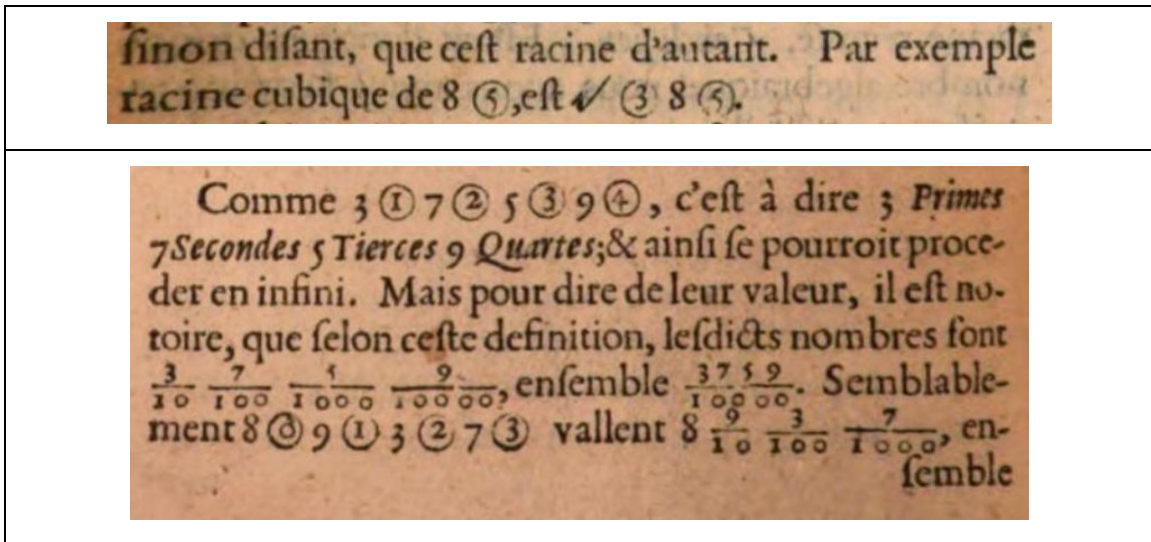 ſinon diſant, que ceſt racine d'autant. Par exemple
racine cubique de 8 ⑤, eſt √ ③ 8 ⑤.
Comme 3 ① 7 ② 5 ③ 9 ④, c'eſt à dire 3 Primes
7 Secondes 5 Tierces 9 Quartes; & ainſi ſe pourroit proce-
der en infini. Mais pour dire de leur valeur, il eſt no-
toire, que ſelon ceſte definition, leſdicts nombres ſont
3/10 7/100 5/1000 9/10000, enſemble 3759/10000. Semblable-
ment 8 ⓪ 9 ① 3 ② 7 ③ vallent 8 9/10 3/100 7/1000, en-
ſemble